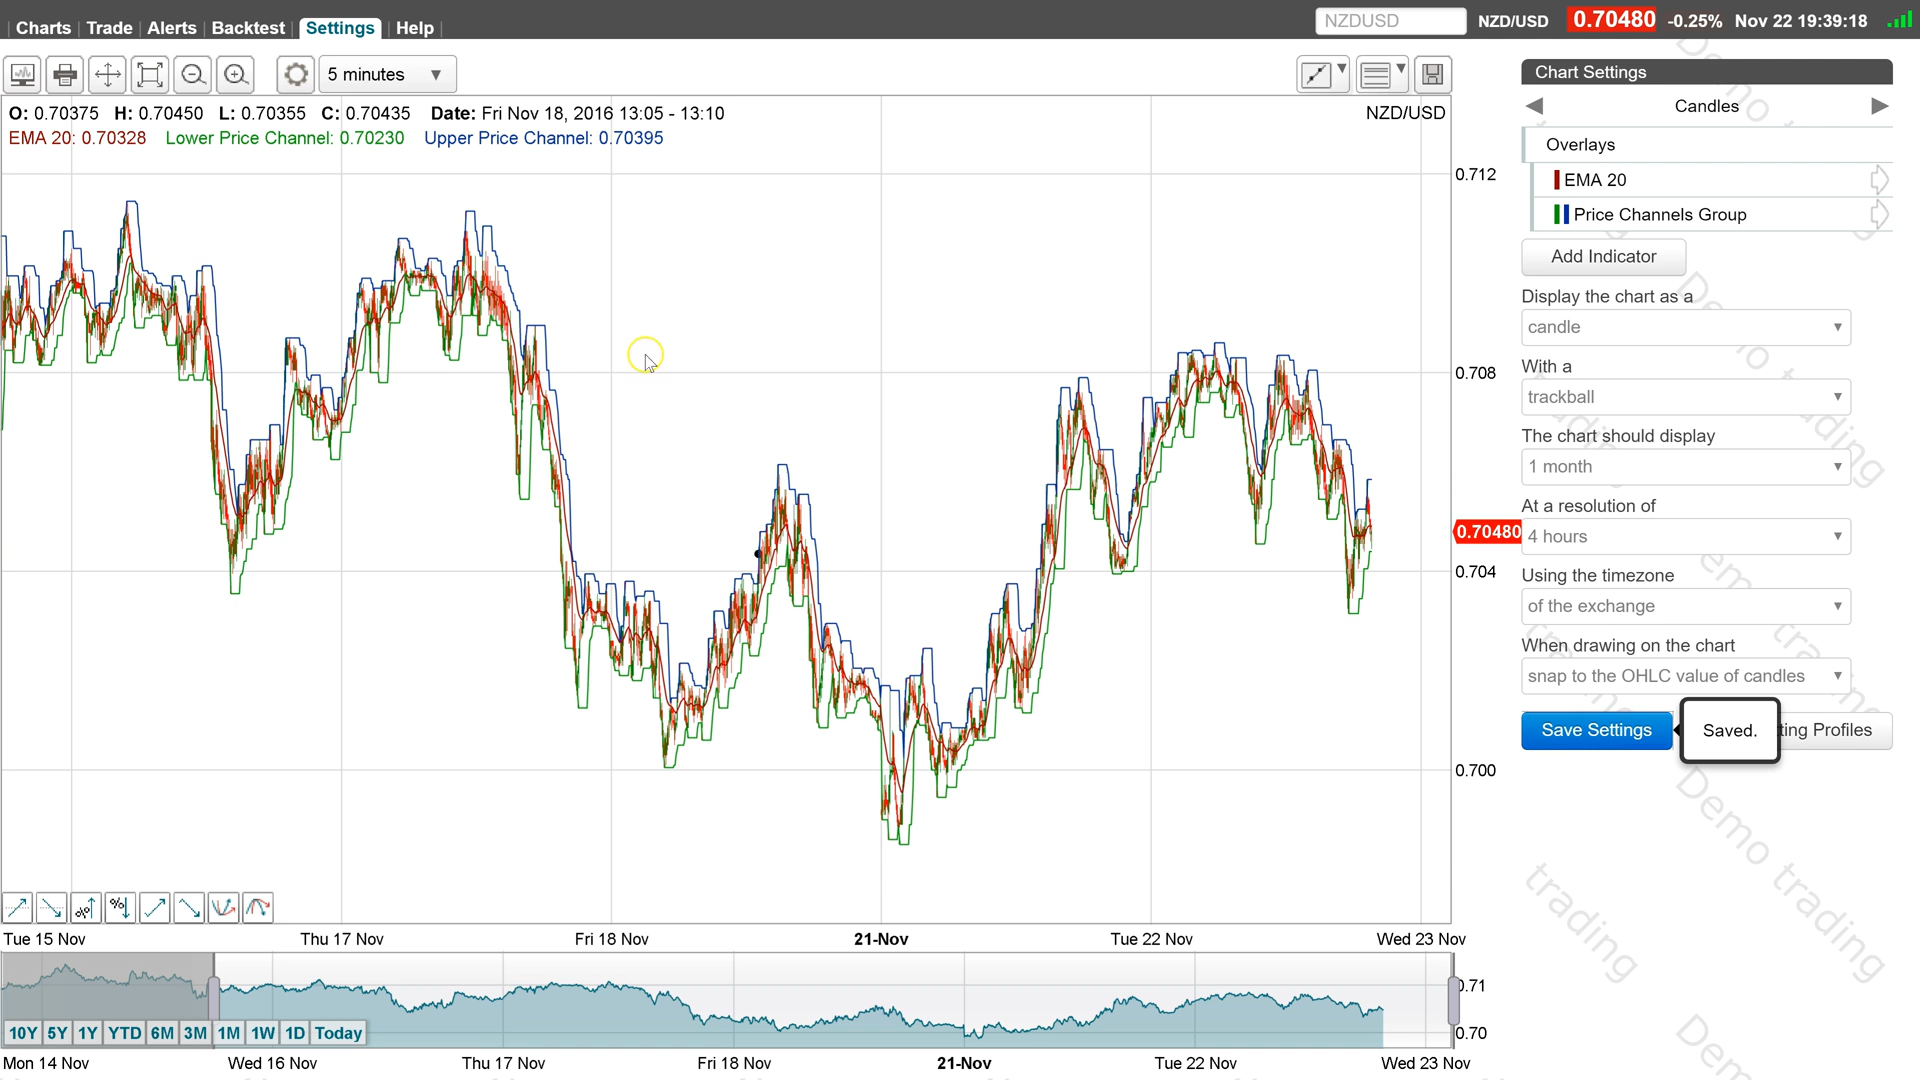 Charts Trade Alerts Backtest Settings Help
NZDUSD NZD/USD 0.70480 -0.25% Nov 22 19:39:18
5 minutes
O: 0.70375 H: 0.70450 L: 0.70355 C: 0.70435 Date: Fri Nov 18, 2016 13:05 - 13:10
NZD/USD
EMA 20: 0.70328 Lower Price Channel: 0.70230 Upper Price Channel: 0.70395
0.712
0.708
0.70480
0.704
0.700
Tue 15 Nov Thu 17 Nov Fri 18 Nov 21-Nov Tue 22 Nov Wed 23 Nov
0.71
0.70
10Y 5Y 1Y YTD 6M 3M 1M 1W 1D Today
Mon 14 Nov Wed 16 Nov Thu 17 Nov Fri 18 Nov 21-Nov Tue 22 Nov Wed 23 Nov
Chart Settings
Candles
Overlays
EMA 20
Price Channels Group
Add Indicator
Display the chart as a
candle
With a
trackball
The chart should display
1 month
At a resolution of
4 hours
Using the timezone
of the exchange
When drawing on the chart
snap to the OHLC value of candles
Save Settings
Saved.
ting Profiles
Demo trading
trading
Demo